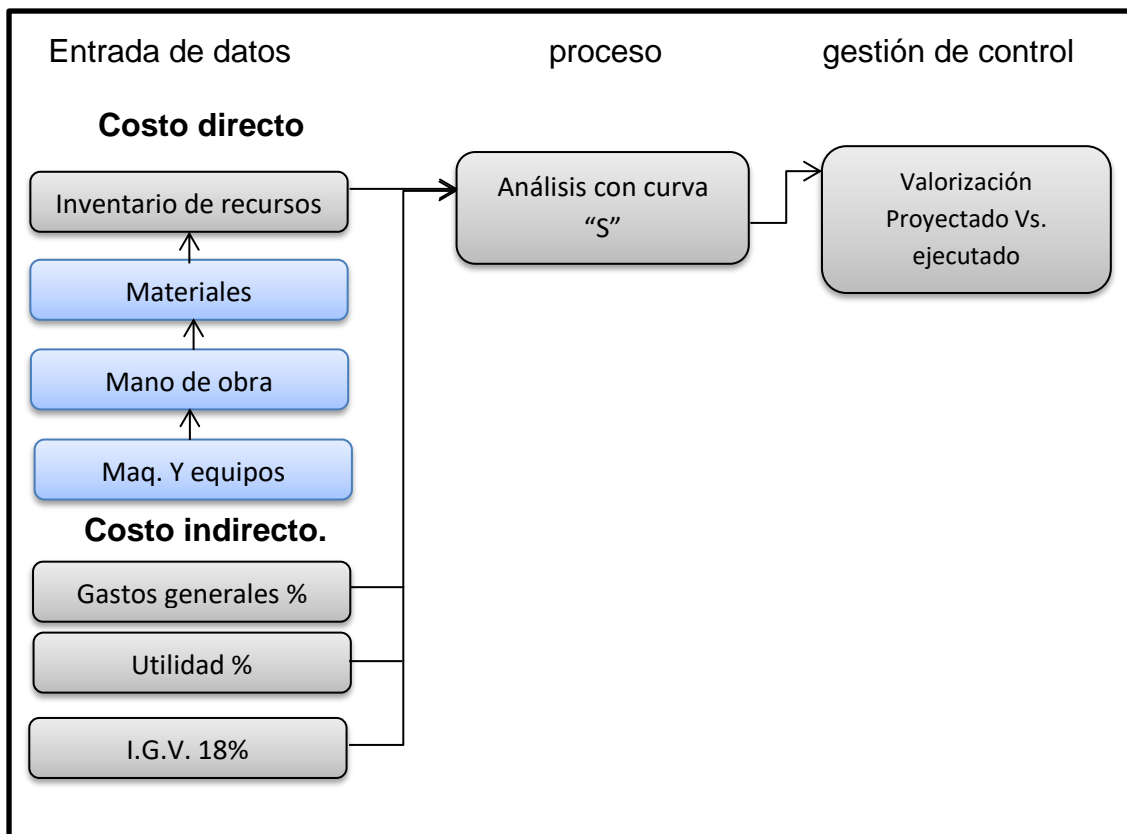 Entrada de datos
proceso
gestión de control
Costo directo
Inventario de recursos
Materiales
Mano de obra
Maq. Y equipos
Costo indirecto.
Gastos generales %
Utilidad %
I.G.V. 18%
Análisis con curva
“S”
Valorización
Proyectado Vs.
ejecutado